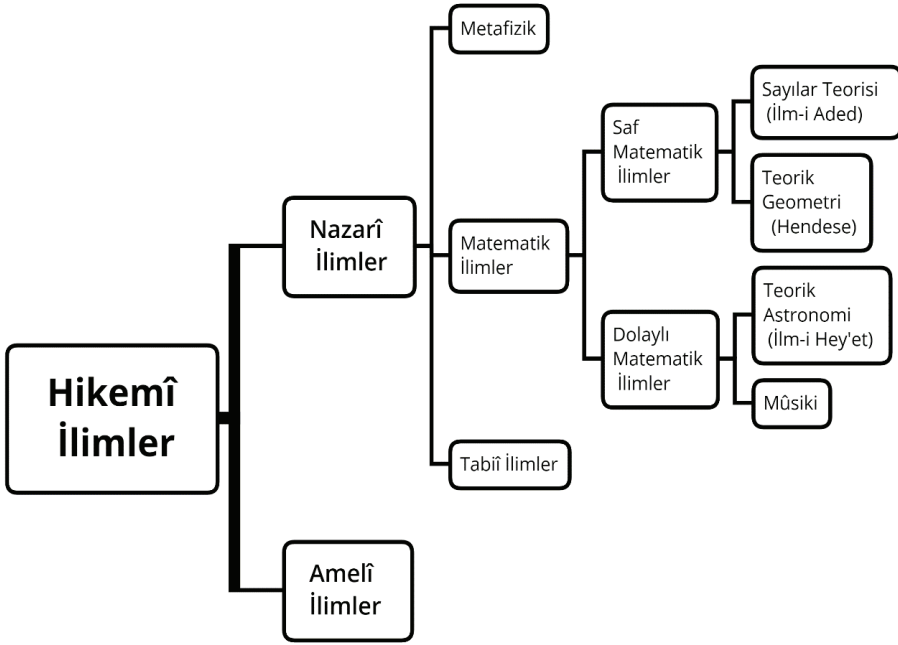 Hikemî
İlimler
Nazarî
İlimler
Amelî
İlimler
Metafizik
Matematik
İlimler
Tabiî İlimler
Saf
Matematik
İlimler
Dolaylı
Matematik
İlimler
Sayılar Teorisi
(İlm-i Aded)
Teorik
Geometri
(Hendese)
Teorik
Astronomi
(İlm-i Hey'et)
Mûsiki